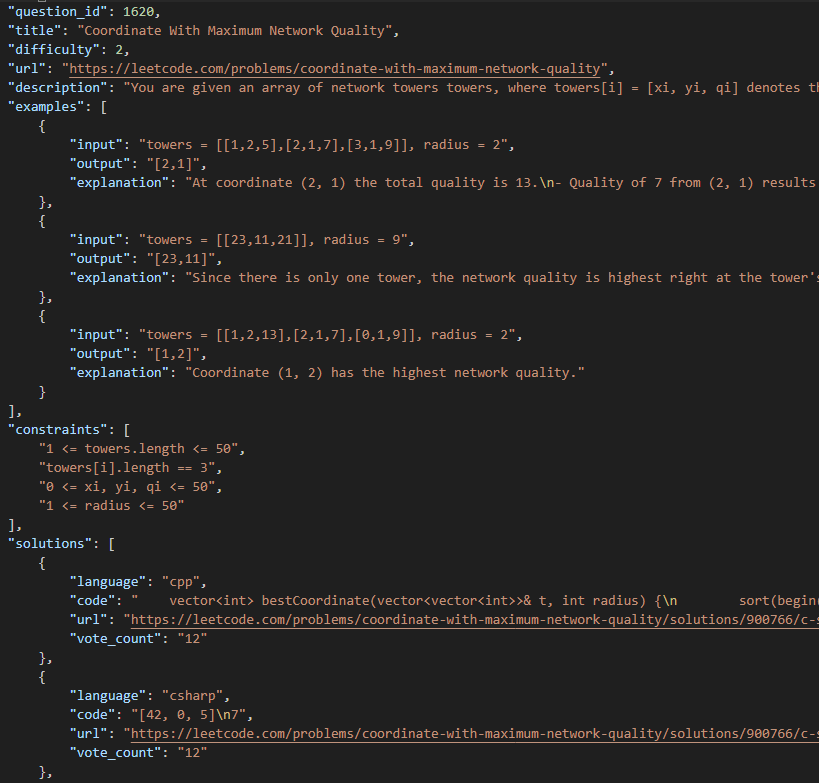 "question_id": 1620,
"title": "Coordinate With Maximum Network Quality",
"difficulty": 2,
"url": "https://leetcode.com/problems/coordinate-with-maximum-network-quality",
"description": "You are given an array of network towers towers, where towers[i] = [xi, yi, qi] denotes th
"examples": [
{
"input": "towers = [[1,2,5],[2,1,7],[3,1,9]], radius = 2",
"output": "[2,1]",
"explanation": "At coordinate (2, 1) the total quality is 13.\n- Quality of 7 from (2, 1) results
},
{
"input": "towers = [[23,11,21]], radius = 9",
"output": "[23,11]",
"explanation": "Since there is only one tower, the network quality is highest right at the tower's
},
{
"input": "towers = [[1,2,13],[2,1,7],[0,1,9]], radius = 2",
"output": "[1,2]",
"explanation": "Coordinate (1, 2) has the highest network quality."
}
],
"constraints": [
"1 <= towers.length <= 50",
"towers[i].length == 3",
"0 <= xi, yi, qi <= 50",
"1 <= radius <= 50"
],
"solutions": [
{
"language": "cpp",
"code": "    vector<int> bestCoordinate(vector<vector<int>>& t, int radius) {\n        sort(begin(
"url": "https://leetcode.com/problems/coordinate-with-maximum-network-quality/solutions/900766/c-s
"vote_count": "12"
},
{
"language": "csharp",
"code": "[42, 0, 5]\n7",
"url": "https://leetcode.com/problems/coordinate-with-maximum-network-quality/solutions/900766/c-s
"vote_count": "12"
},